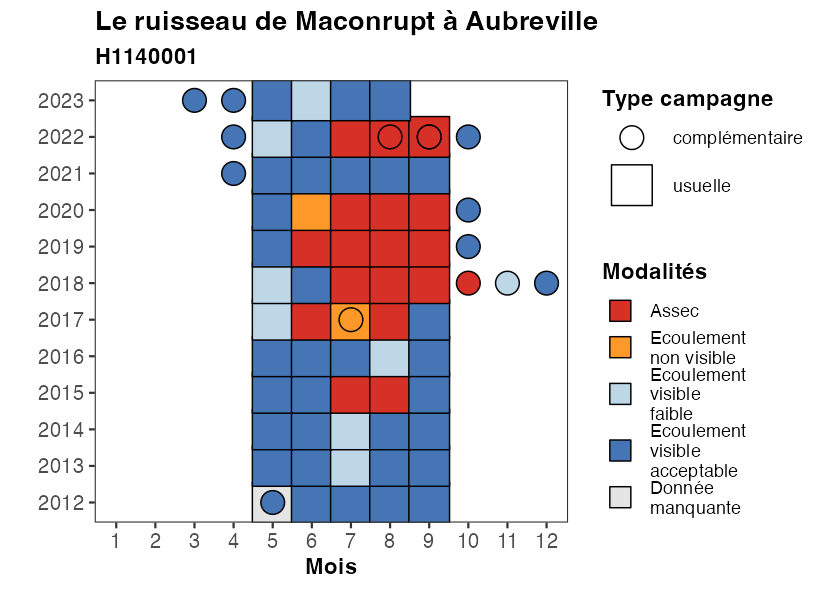 Le ruisseau de Maconrupt à Aubreville
H1140001
2023
2022
2021
2020
2019
2018
2017
2016
2015
2014
2013
2012
1 2 3 4 5 6 7 8 9 10 11 12
Mois
Type campagne
complémentaire
usuelle
Modalités
Assec
Ecoulement
non visible
Ecoulement
visible
faible
Ecoulement
visible
acceptable
Donnée
manquante